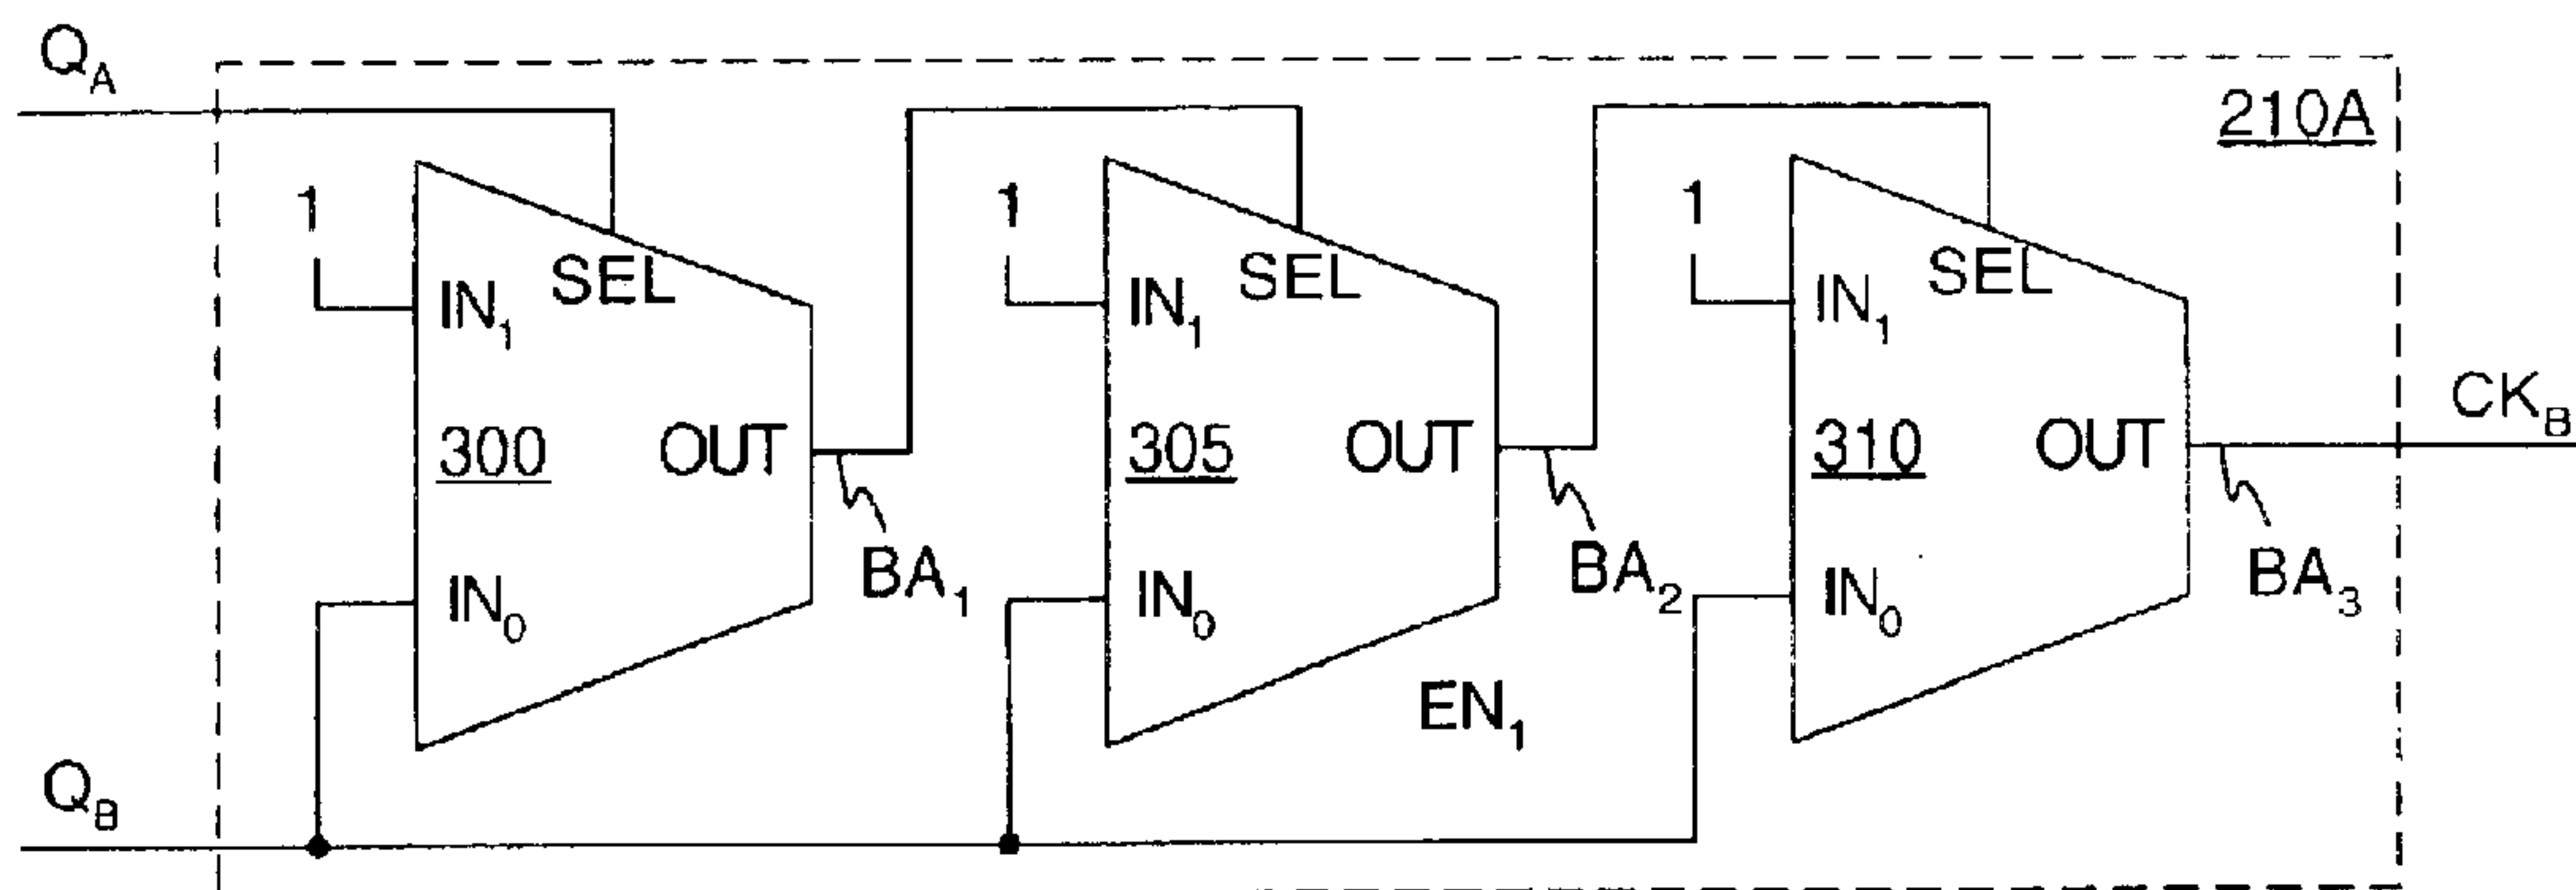 Q_A
210A
1 1 1
SEL SEL SEL
IN_1 IN_1 IN_1
CK_B
300 OUT 305 OUT 310 OUT
BA_1 BA_2 BA_3
IN_0 IN_0 IN_0
EN_1
Q_B